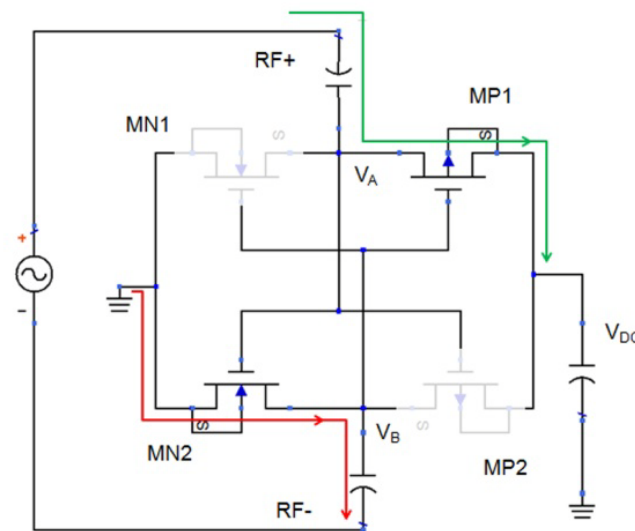 RF+
MP1
MN1
S
S
VA
+
-
VDC
S
VB
S
MN2
MP2
RF-